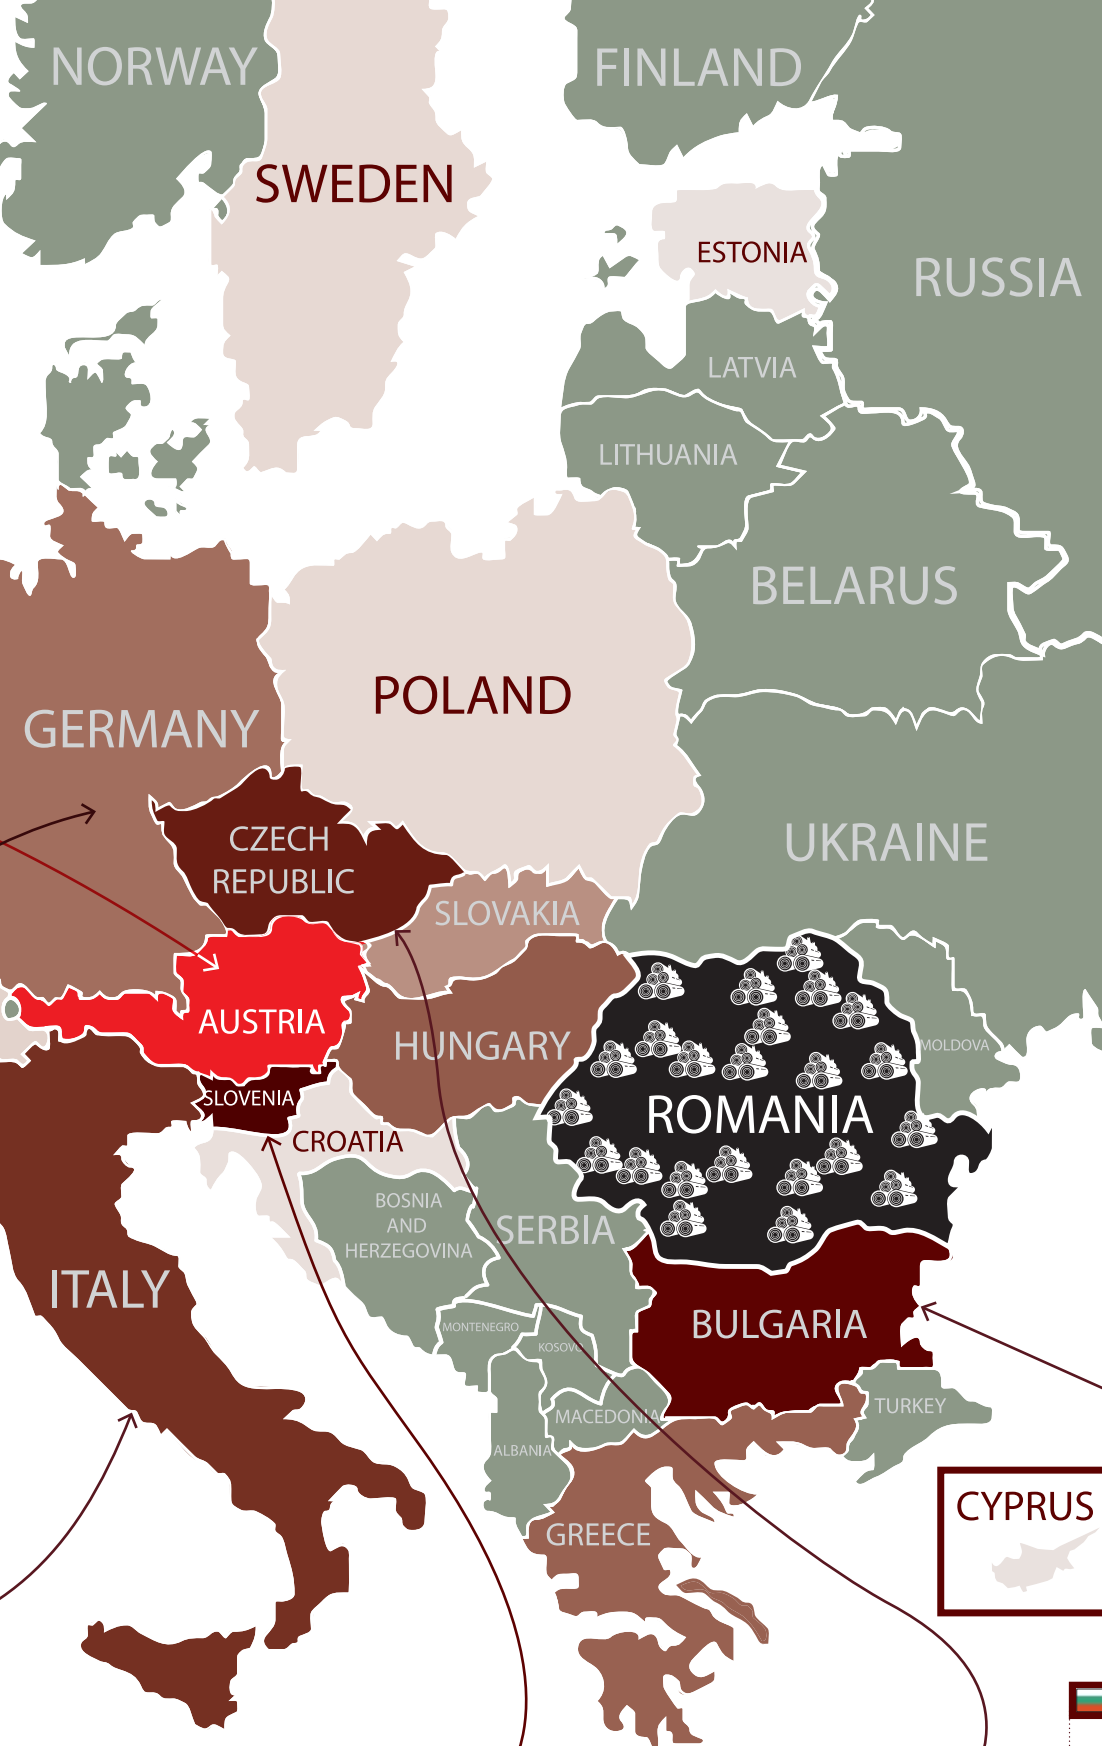 NORWAY
FINLAND
SWEDEN
ESTONIA
RUSSIA
LATVIA
LITHUANIA
BELARUS
POLAND
GERMANY
CZECH
REPUBLIC
UKRAINE
SLOVAKIA
AUSTRIA
HUNGARY
MOLDOVA
SLOVENIA
ROMANIA
CROATIA
BOSNIA
AND
HERZEGOVINA
SERBIA
ITALY
MONTENEGRO
BULGARIA
KOSOVO
TURKEY
MACEDONIA
ALBANIA
CYPRUS
GREECE